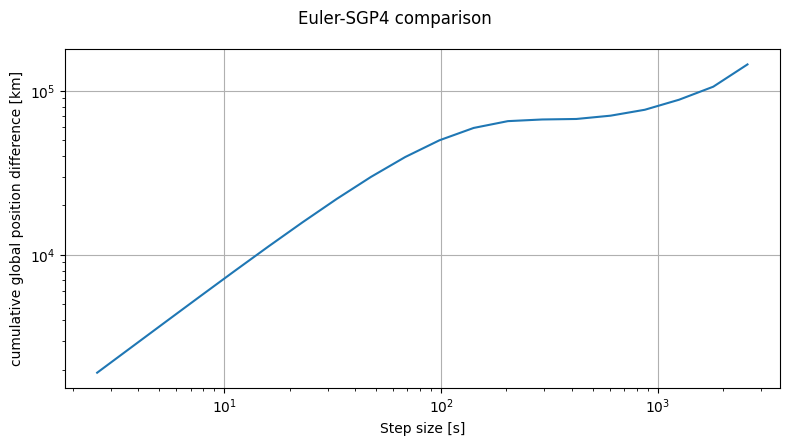 Euler-SGP4 comparison
cumulative global position difference [km]
10^5
10^4
10^1 10^2 10^3
Step size [s]